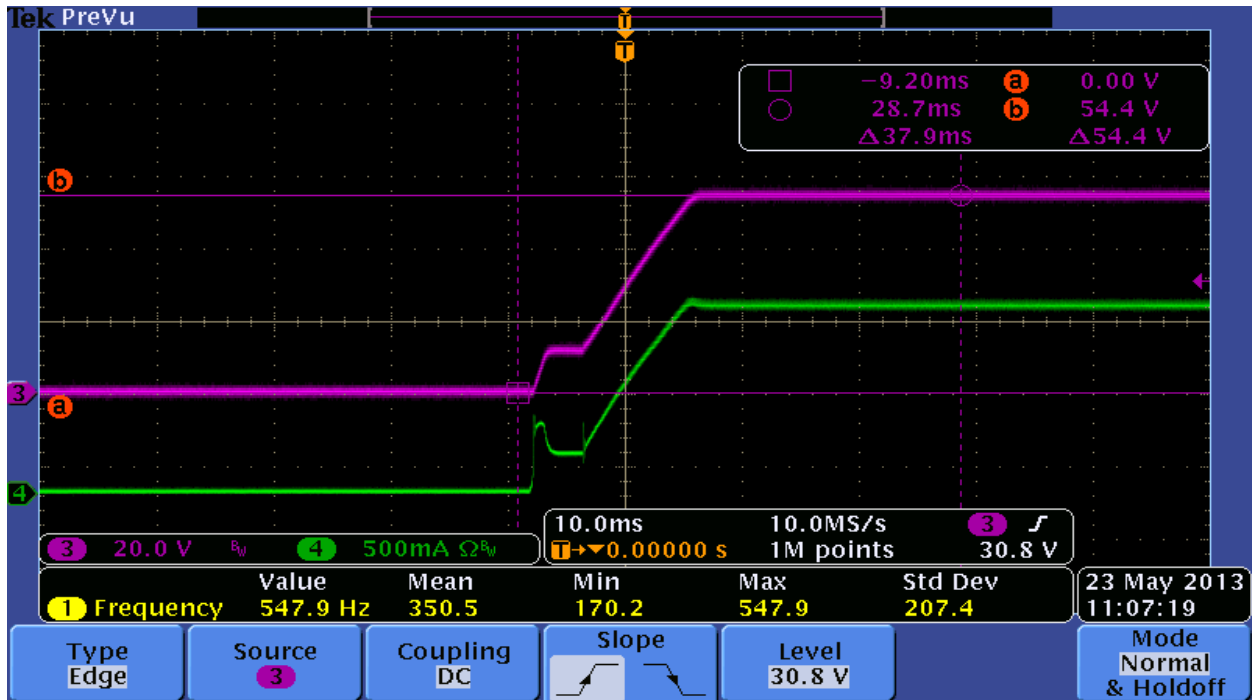 Tek PreVu
T
T
−9.20ms a 0.00 V
28.7ms b 54.4 V
Δ37.9ms Δ54.4 V
b
3
a
4
3 20.0 V BW 4 500mA ΩBW
10.0ms 10.0MS/s 3
T→▼0.00000 s 1M points 30.8 V
Value Mean Min Max Std Dev
1 Frequency 547.9 Hz 350.5 170.2 547.9 207.4
23 May 2013
11:07:19
Type
Edge
Source
3
Coupling
DC
Slope
Level
30.8 V
Mode
Normal
& Holdoff